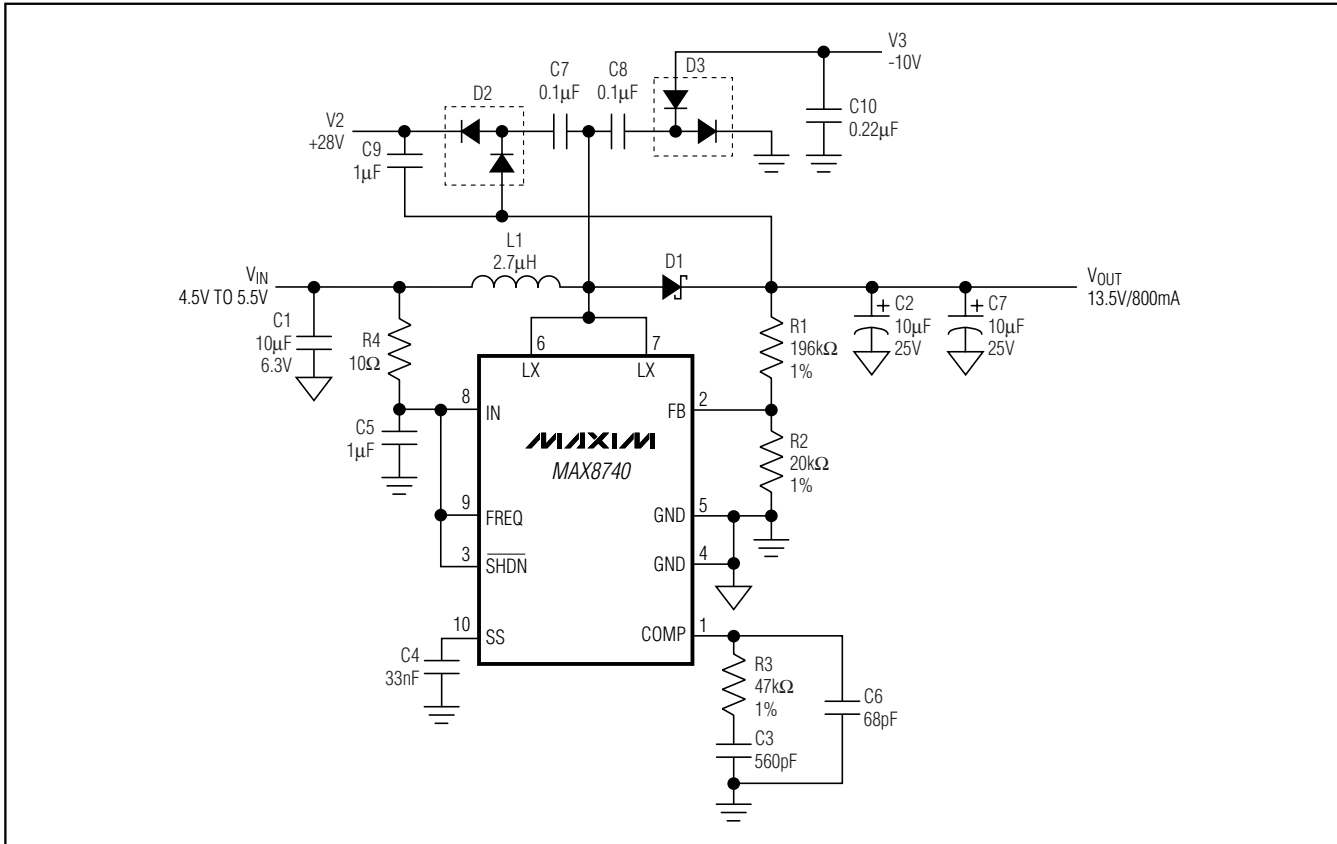 V3
-10V
C7
0.1µF
C8
0.1µF
D3
D2
C10
0.22µF
V2
+28V
C9
1µF
L1
2.7µH
D1
VIN
4.5V TO 5.5V
VOUT
13.5V/800mA
C1
10µF
6.3V
R4
10Ω
C2
10µF
25V
C7
10µF
25V
R1
196kΩ
1%
6
7
LX
LX
8
IN
2
FB
C5
1µF
MAXIM
MAX8740
R2
20kΩ
1%
9
FREQ
5
GND
3
SHDN
4
GND
10
SS
1
COMP
C4
33nF
R3
47kΩ
1%
C6
68pF
C3
560pF
+
+